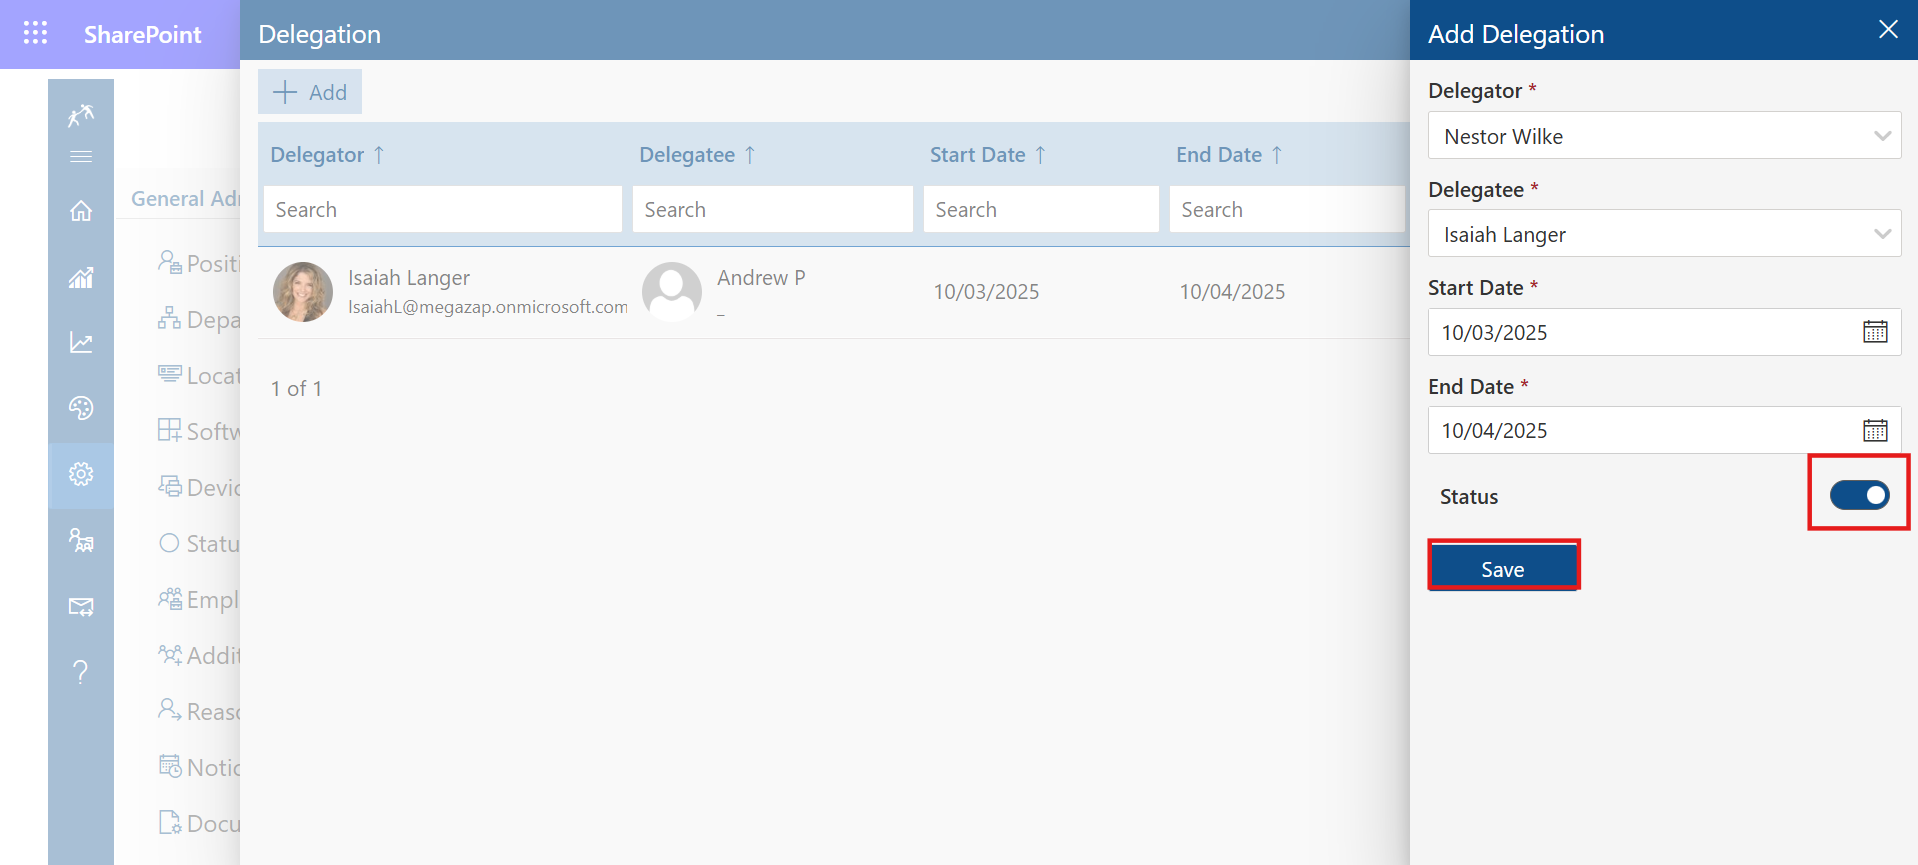 SharePoint
Delegation
Add Delegation
Add
Delegator *
Nestor Wilke
Delegator ↑ Delegatee ↑ Start Date ↑ End Date ↑
Search Search Search Search
Delegatee *
Isaiah Langer
General Adı
Positi
Depa
Locat
Softw
Devic
Statu
Empl
Addit
Reaso
Notic
Docu
Isaiah Langer
IsaiahL@megazap.onmicrosoft.com
Andrew P
_
10/03/2025
10/04/2025
1 of 1
Start Date *
10/03/2025
End Date *
10/04/2025
Status
Save